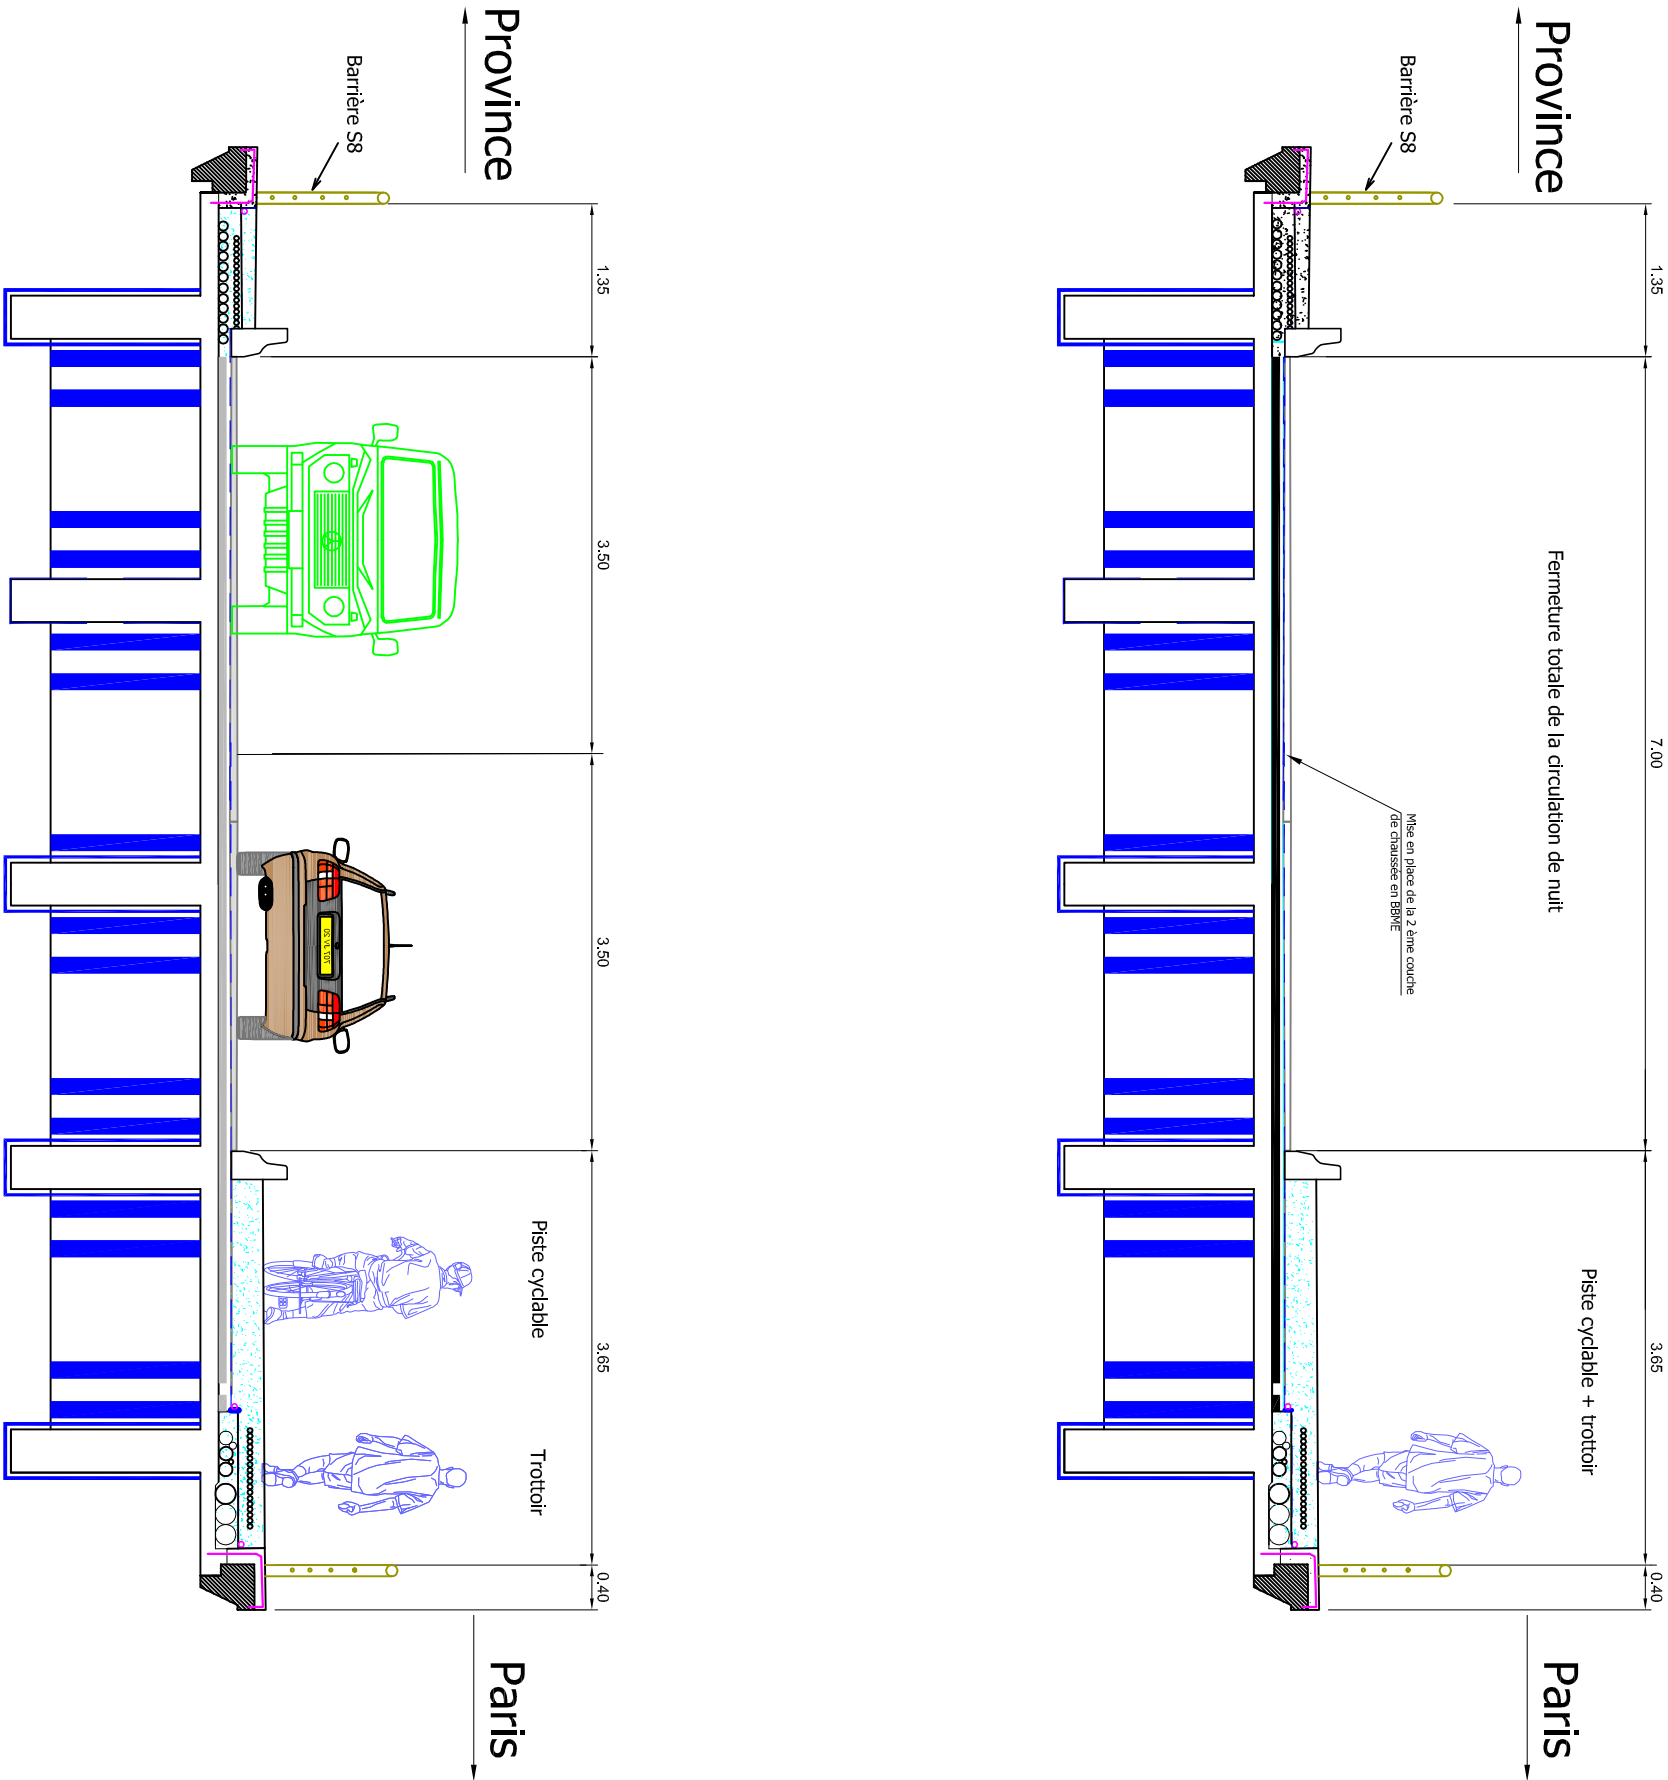 Province
Paris
Barrière S8
1.35
7.00
3.65
0.40
Fermeture totale de la circulation de nuit
Piste cyclable + trottoir
Mise en place de la 2 ème couche
de chaussée en BBME
Province
Paris
Barrière S8
1.35
3.50
3.50
3.65
0.40
Piste cyclable
Trottoir